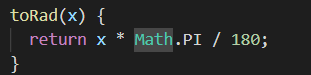 toRad(x) {
return x * Math.PI / 180;
}